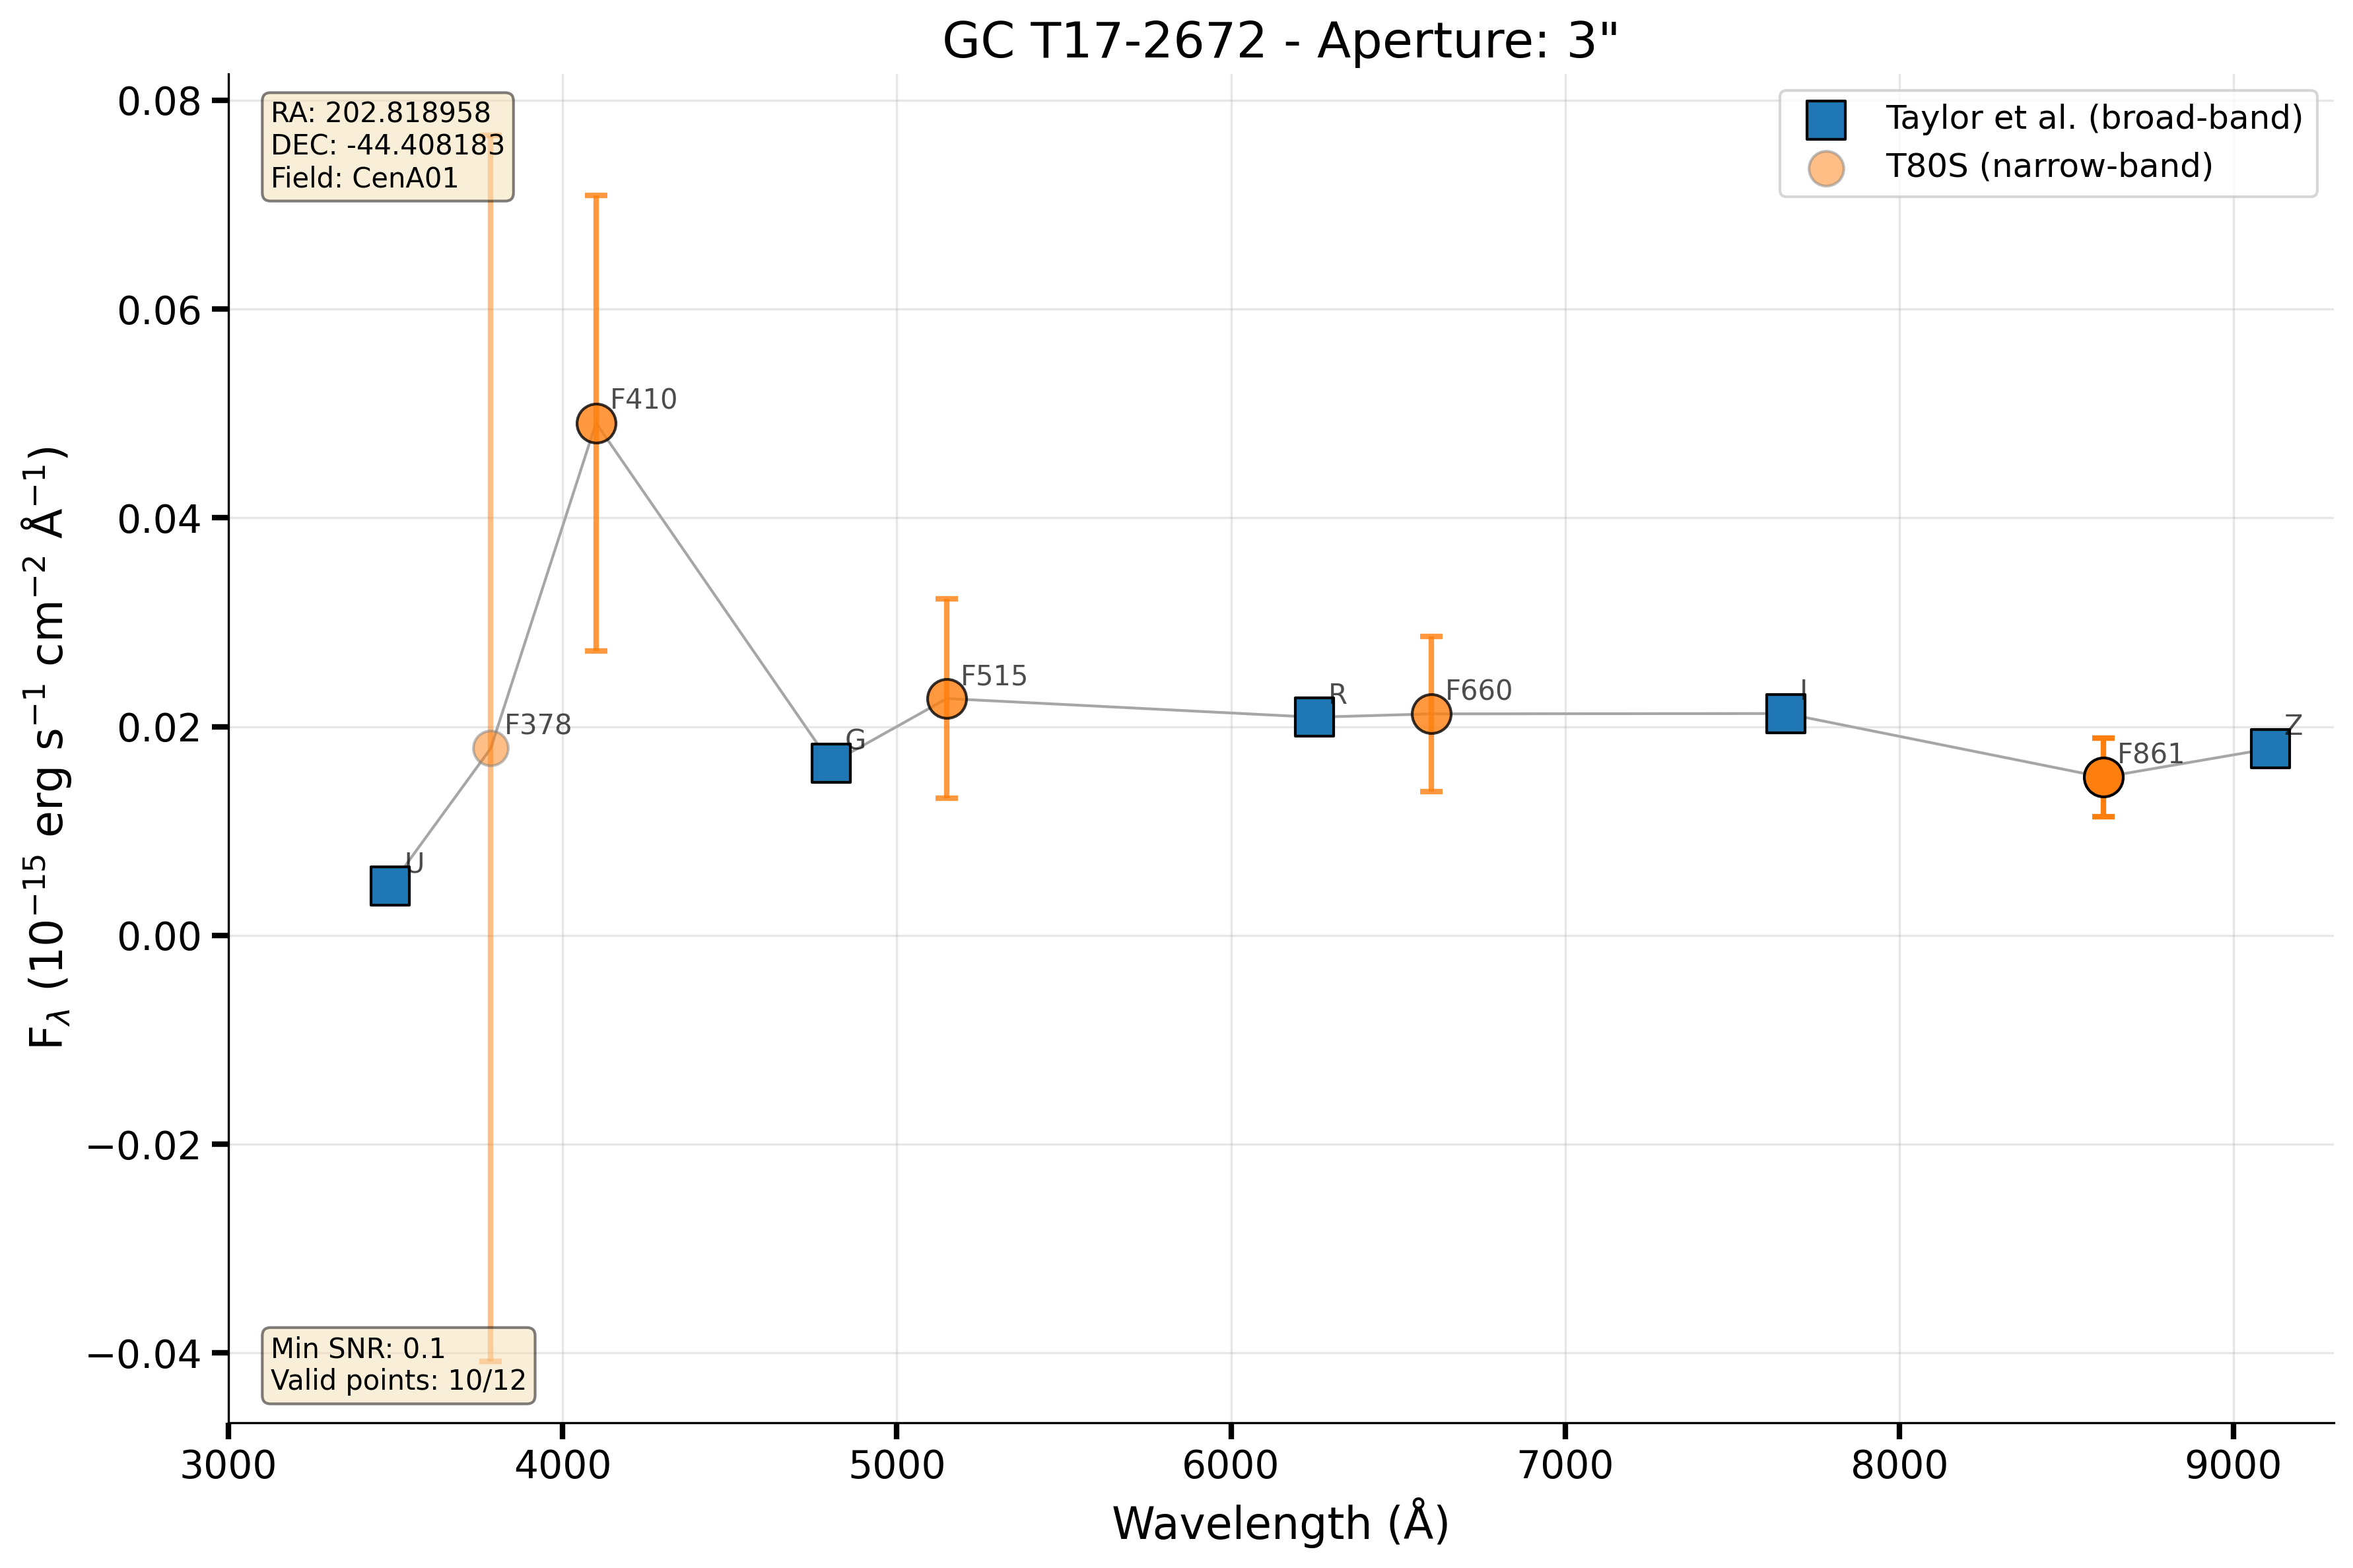 GC T17-2672 - Aperture: 3"
RA: 202.818958
DEC: -44.408183
Field: CenA01
Taylor et al. (broad-band)
T80S (narrow-band)
0.08
0.06
0.04
0.02
0.00
−0.02
−0.04
F_λ (10⁻¹⁵ erg s⁻¹ cm⁻² Å⁻¹)
U
F378
F410
G
F515
R
F660
I
F861
Z
Min SNR: 0.1
Valid points: 10/12
3000 4000 5000 6000 7000 8000 9000
Wavelength (Å)